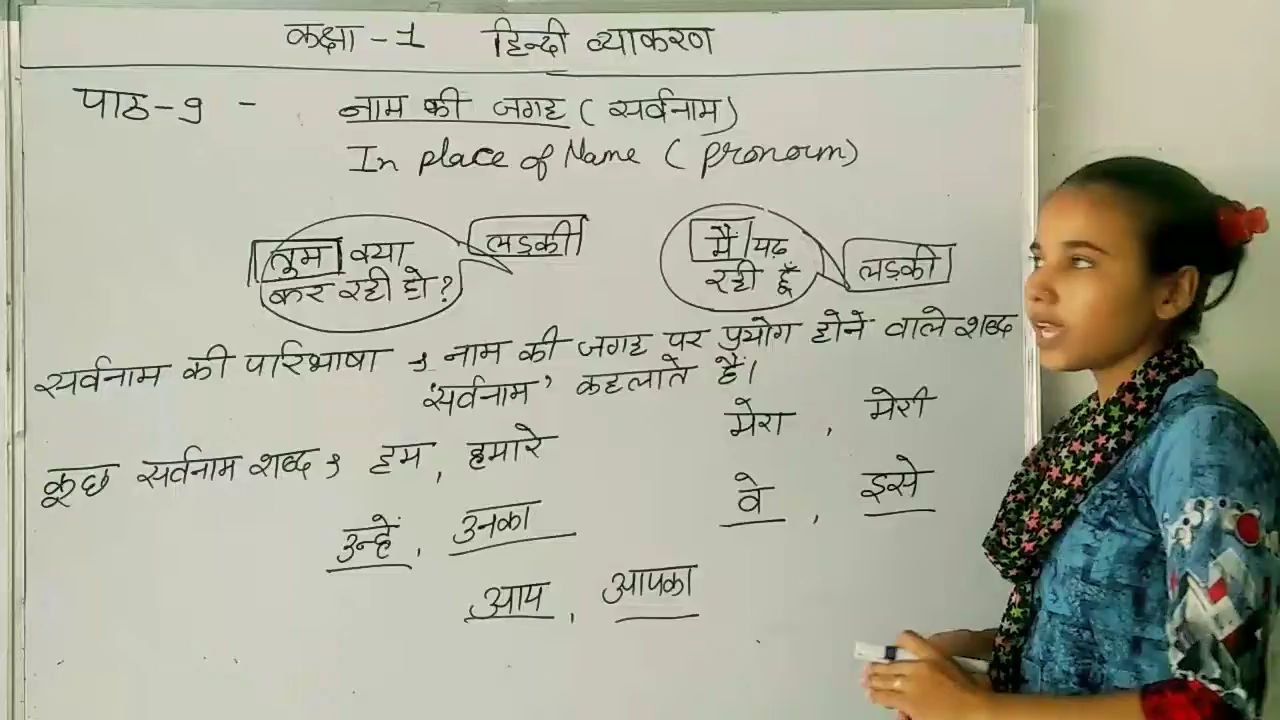 कक्षा - 1 हिन्दी व्याकरण
पाठ-9 - नाम की जगह (सर्वनाम)
In place of Name (pronoun)
तुम क्या
कर रही हो?
लड़की
मैं पढ़
रही हूँ
लड़की
सर्वनाम की परिभाषा → नाम की जगह पर प्रयोग होने वाले शब्द
'सर्वनाम' कहलाते हैं।
कुछ सर्वनाम शब्द → हम, हमारे मेरा, मेरी
उन्हें, उनका वे, इसे
आप, आपका